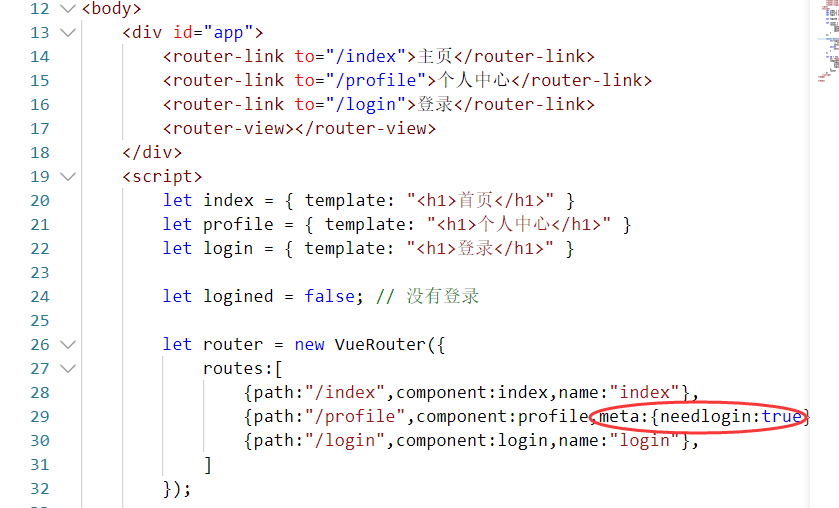 12 <body>
13 <div id="app">
14 <router-link to="/index">主页</router-link>
15 <router-link to="/profile">个人中心</router-link>
16 <router-link to="/login">登录</router-link>
17 <router-view></router-view>
18 </div>
19 <script>
20 let index = { template: "<h1>首页</h1>" }
21 let profile = { template: "<h1>个人中心</h1>" }
22 let login = { template: "<h1>登录</h1>" }
23
24 let logined = false; // 没有登录
25
26 let router = new VueRouter({
27 routes:[
28 {path:"/index",component:index,name:"index"},
29 {path:"/profile",component:profile,meta:{needlogin:true}
30 {path:"/login",component:login,name:"login"},
31 ]
32 });